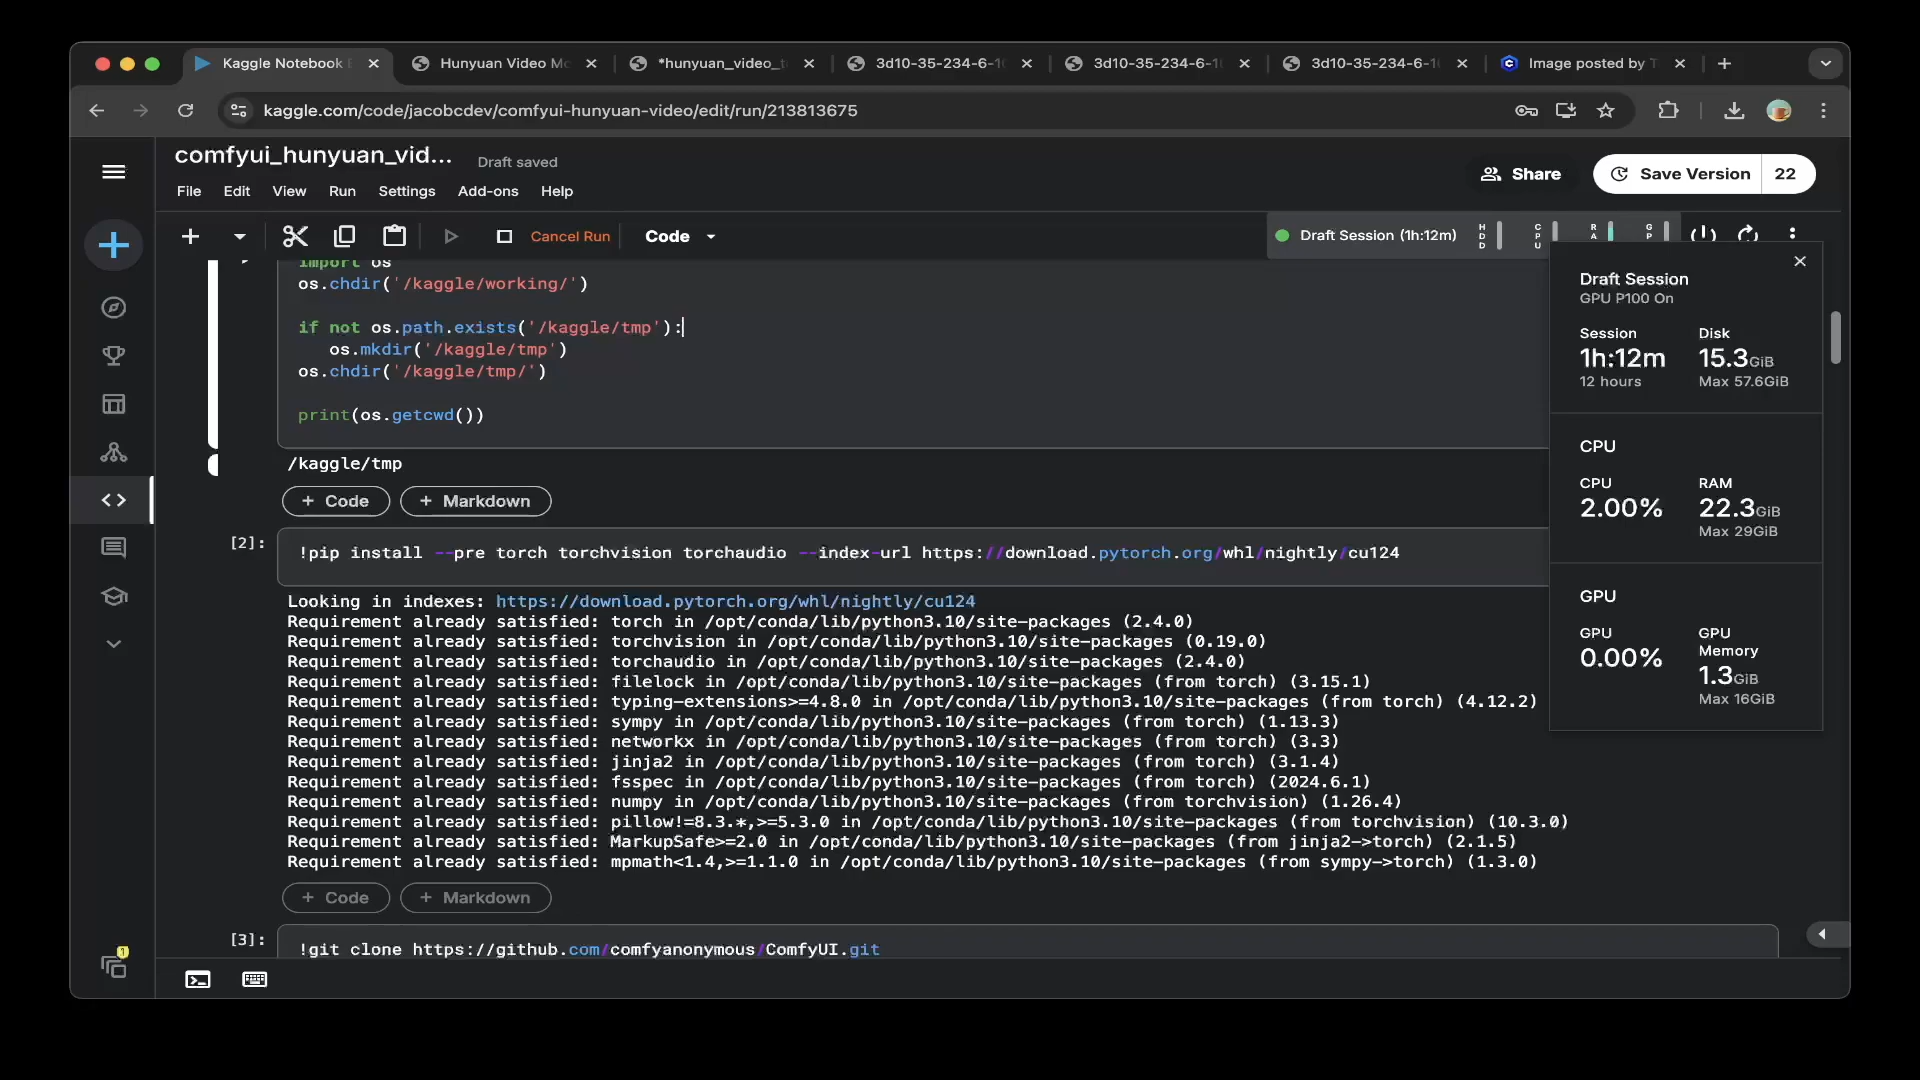 Kaggle Notebook E
Hunyuan Video Mo
*hunyuan_video_t
3d10-35-234-6-1
3d10-35-234-6-1
3d10-35-234-6-1
Image posted by T
kaggle.com/code/jacobcdev/comfyui-hunyuan-video/edit/run/213813675
comfyui_hunyuan_vid...
Draft saved
Share
Save Version
22
File Edit View Run Settings Add-ons Help
Cancel Run
Code
Draft Session (1h:12m)
HDD
CPU
RA
GP
import os
os.chdir('/kaggle/working/')
if not os.path.exists('/kaggle/tmp'):
os.mkdir('/kaggle/tmp')
os.chdir('/kaggle/tmp/')
print(os.getcwd())
/kaggle/tmp
+ Code
+ Markdown
[2]:
!pip install --pre torch torchvision torchaudio --index-url https://download.pytorch.org/whl/nightly/cu124
Looking in indexes: https://download.pytorch.org/whl/nightly/cu124
Requirement already satisfied: torch in /opt/conda/lib/python3.10/site-packages (2.4.0)
Requirement already satisfied: torchvision in /opt/conda/lib/python3.10/site-packages (0.19.0)
Requirement already satisfied: torchaudio in /opt/conda/lib/python3.10/site-packages (2.4.0)
Requirement already satisfied: filelock in /opt/conda/lib/python3.10/site-packages (from torch) (3.15.1)
Requirement already satisfied: typing-extensions>=4.8.0 in /opt/conda/lib/python3.10/site-packages (from torch) (4.12.2)
Requirement already satisfied: sympy in /opt/conda/lib/python3.10/site-packages (from torch) (1.13.3)
Requirement already satisfied: networkx in /opt/conda/lib/python3.10/site-packages (from torch) (3.3)
Requirement already satisfied: jinja2 in /opt/conda/lib/python3.10/site-packages (from torch) (3.1.4)
Requirement already satisfied: fsspec in /opt/conda/lib/python3.10/site-packages (from torch) (2024.6.1)
Requirement already satisfied: numpy in /opt/conda/lib/python3.10/site-packages (from torchvision) (1.26.4)
Requirement already satisfied: pillow!=8.3.*,>=5.3.0 in /opt/conda/lib/python3.10/site-packages (from torchvision) (10.3.0)
Requirement already satisfied: MarkupSafe>=2.0 in /opt/conda/lib/python3.10/site-packages (from jinja2->torch) (2.1.5)
Requirement already satisfied: mpmath<1.4,>=1.1.0 in /opt/conda/lib/python3.10/site-packages (from sympy->torch) (1.3.0)
+ Code
+ Markdown
[3]:
!git clone https://github.com/comfyanonymous/ComfyUI.git
1
Draft Session
GPU P100 On
Session
1h:12m
12 hours
Disk
15.3GiB
Max 57.6GiB
CPU
CPU
2.00%
RAM
22.3GiB
Max 29GiB
GPU
GPU
0.00%
GPU
Memory
1.3GiB
Max 16GiB